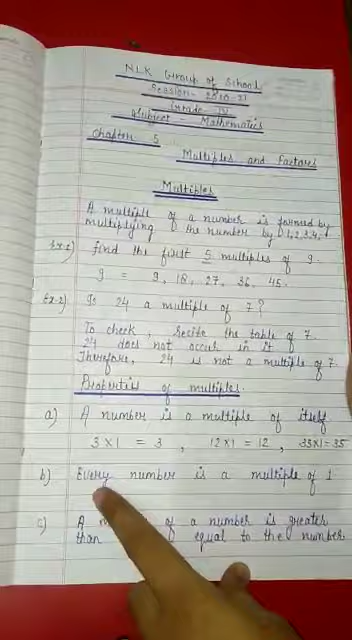 NLK Group of School
Session- 2020-21
Grade- IV
Subject - Mathematics
Chapter 5
Multiples and Factors
Multiples
A multiple of a number is formed by
multiplying the number by 1,2,3,4.
Ex-1) find the first 5 multiples of 9.
9 = 9, 18, 27, 36, 45.
Ex-2) Is 24 a multiple of 7?
To check, recite the table of 7.
24 does not occur in it
Therefore, 24 is not a multiple of 7.
Properties of multiples.
a) A number is a multiple of itself
3×1 = 3, 12×1 = 12, 35×1=35
b) Every number is a multiple of 1
c) A of a number is greater
than equal to the number